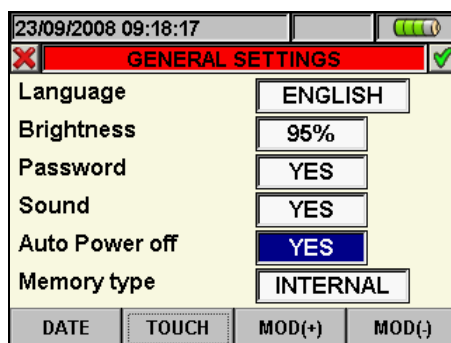 23/09/2008 09:18:17
GENERAL SETTINGS
Language ENGLISH
Brightness 95%
Password YES
Sound YES
Auto Power off YES
Memory type INTERNAL
DATE TOUCH MOD(+) MOD(-)